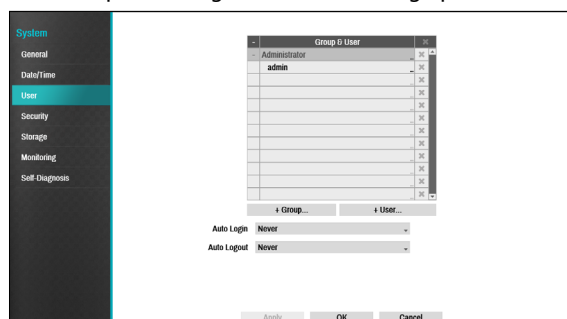 System
General
Date/Time
User
Security
Storage
Monitoring
Self-Diagnosis
- Group & User
- Administrator
admin
+ Group... + User...
Auto Login Never
Auto Logout Never
Apply OK Cancel